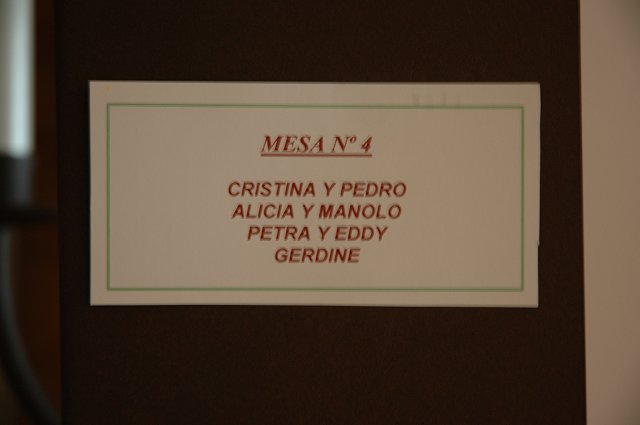 MESA Nº 4
CRISTINA Y PEDRO
ALICIA Y MANOLO
PETRA Y EDDY
GERDINE